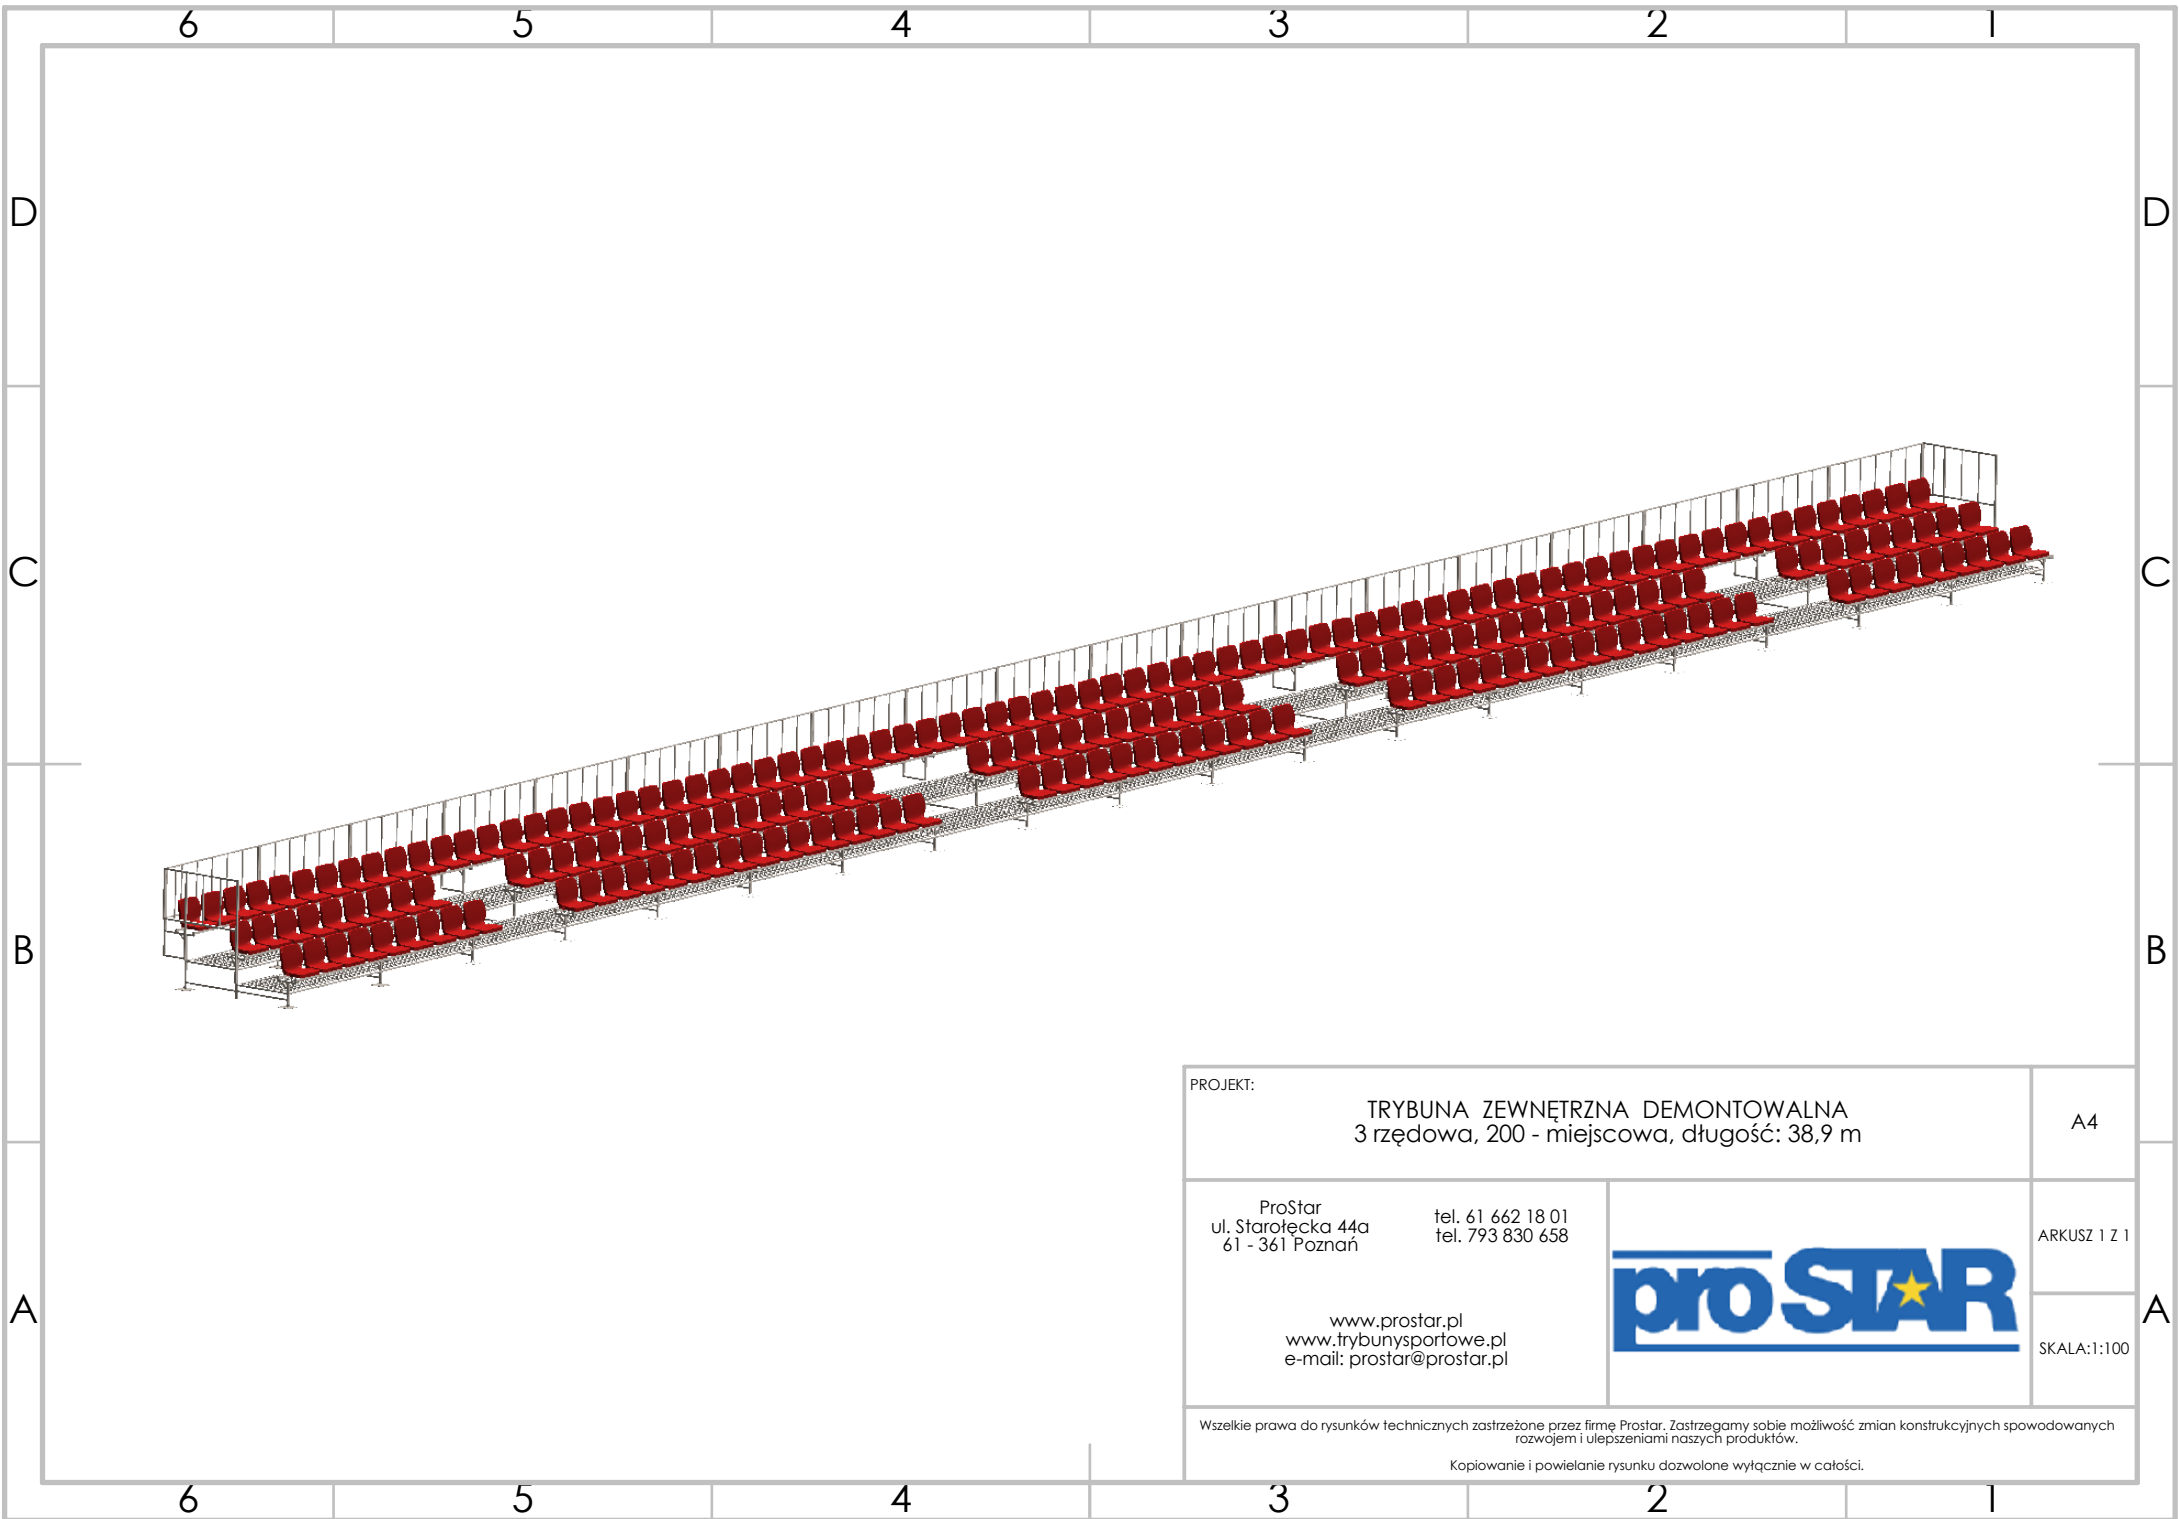 6 5 4 3 2 1
D D
C C
B B
A A
PROJEKT:
TRYBUNA ZEWNĘTRZNA DEMONTOWALNA
3 rzędowa, 200 - miejscowa, długość: 38,9 m
A4
ProStar
ul. Starołęcka 44a
61 - 361 Poznań
tel. 61 662 18 01
tel. 793 830 658
www.prostar.pl
www.trybunysportowe.pl
e-mail: prostar@prostar.pl
pro STAR
ARKUSZ 1 Z 1
SKALA:1:100
Wszelkie prawa do rysunków technicznych zastrzeżone przez firmę Prostar. Zastrzegamy sobie możliwość zmian konstrukcyjnych spowodowanych
rozwojem i ulepszeniami naszych produktów.
Kopiowanie i powielanie rysunku dozwolone wyłącznie w całości.
6 5 4 3 2 1